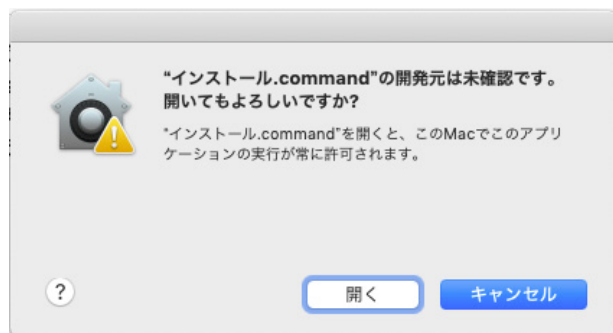 “インストール.command”の開発元は未確認です。
開いてもよろしいですか?
“インストール.command”を開くと、このMacでこのアプリ
ケーションの実行が常に許可されます。
?
開く
キャンセル